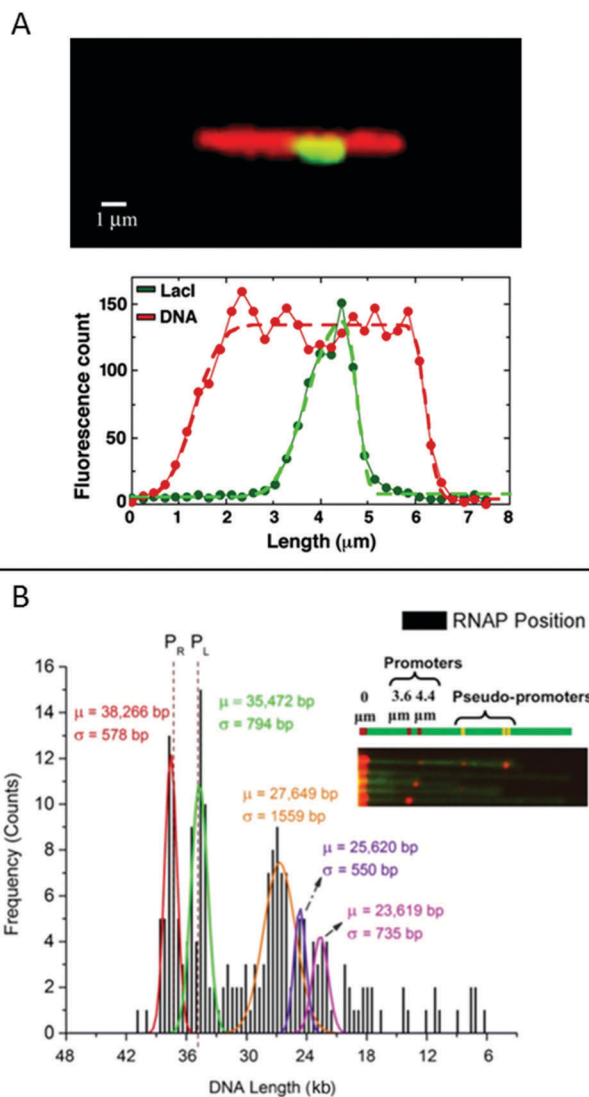 A
1 μm
LacI
DNA
Fluorescence count
150
100
50
0
0 1 2 3 4 5 6 7 8
Length (μm)
B
RNAP Position
P_R P_L
Promoters
0 μm
3.6 μm
4.4 μm
Pseudo-promoters
μ = 38,266 bp
σ = 578 bp
μ = 35,472 bp
σ = 794 bp
μ = 27,649 bp
σ = 1559 bp
μ = 25,620 bp
σ = 550 bp
μ = 23,619 bp
σ = 735 bp
Frequency (Counts)
16
14
12
10
8
6
4
2
0
48 42 36 30 24 18 12 6
DNA Length (kb)